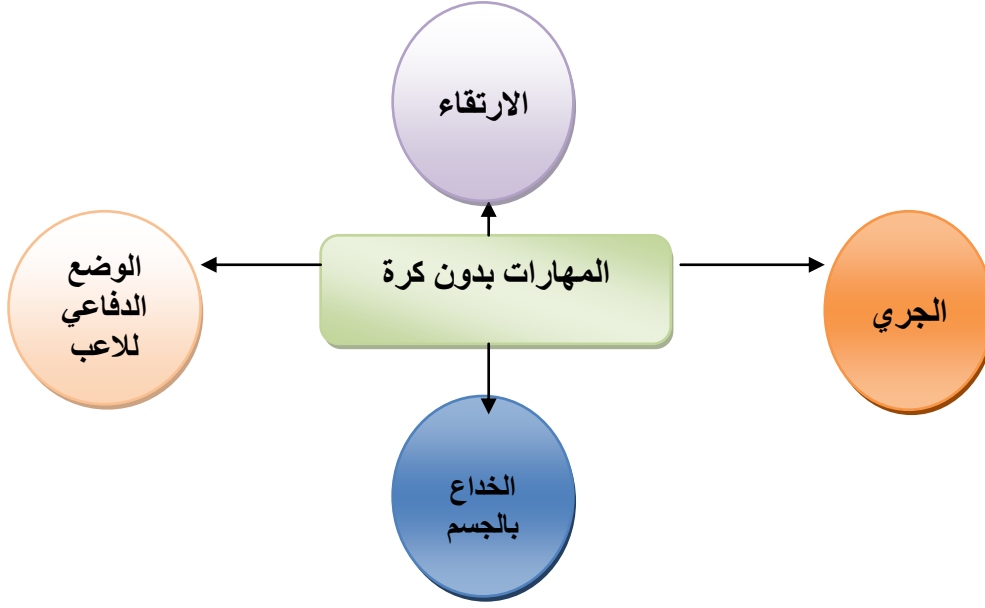 الارتقاء
المهارات بدون كرة
الجري
الوضع
الدفاعي
للاعب
الخداع
بالجسم